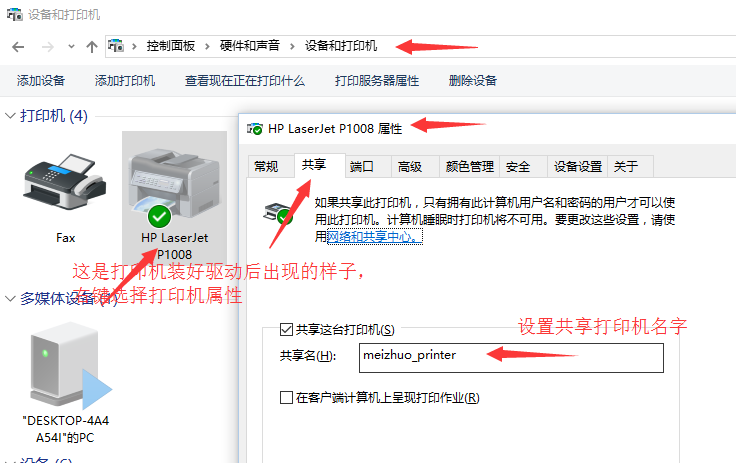 设备和打印机
控制面板 > 硬件和声音 > 设备和打印机
添加设备 添加打印机 查看现在正在打印什么 打印服务器属性 删除设备
打印机 (4)
Fax
HP LaserJet
P1008
这是打印机装好驱动后出现的样子，
右键选择打印机属性
多媒体设备 (1)
"DESKTOP-4A4
A54I"的PC
HP LaserJet P1008 属性
常规 共享 端口 高级 颜色管理 安全 设备设置 关于
如果共享此打印机，只有拥有此计算机用户名和密码的用户才可以
使用此打印机。计算机睡眠时打印机将不可用。要更改这些设置，请使
用网络和共享中心。
共享这台打印机(S)
设置共享打印机名字
共享名(H): meizhuo_printer
在客户端计算机上呈现打印作业(R)